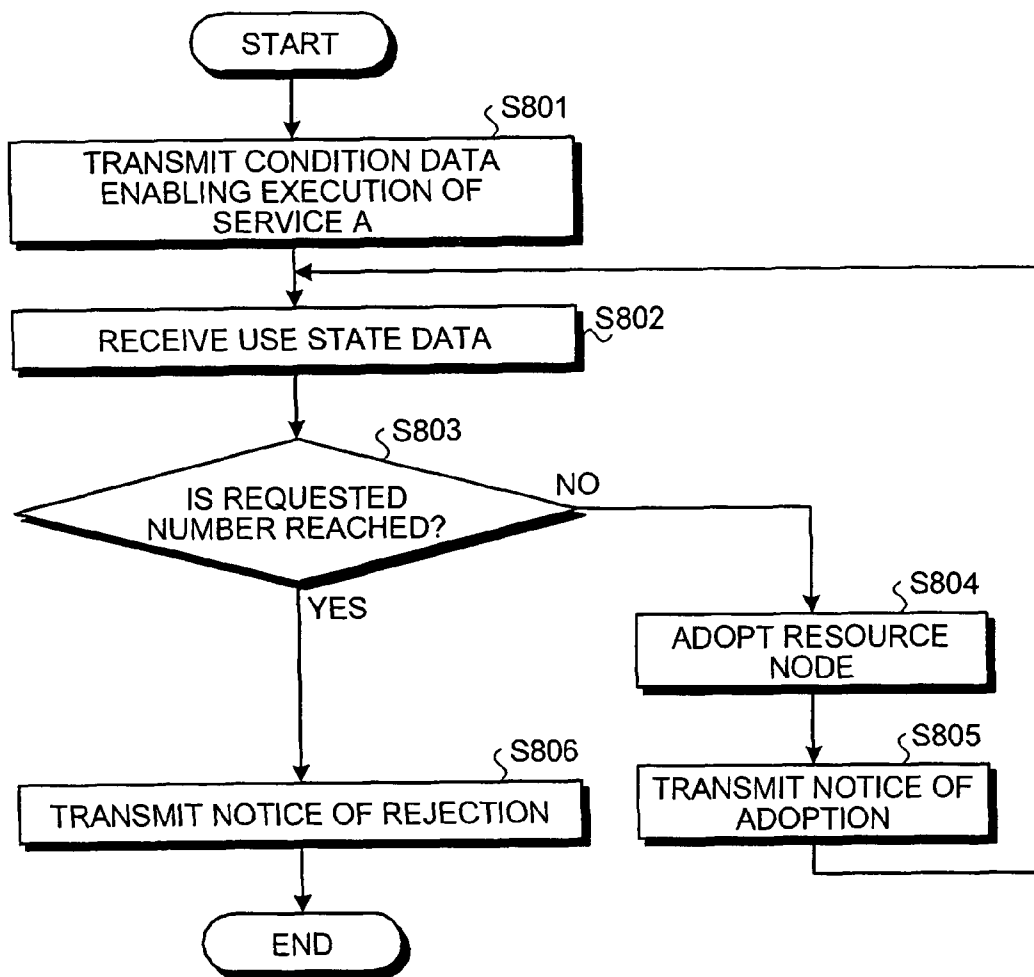 START
S801
TRANSMIT CONDITION DATA
ENABLING EXECUTION OF
SERVICE A
S802
RECEIVE USE STATE DATA
S803
IS REQUESTED
NUMBER REACHED?
NO
YES
S804
ADOPT RESOURCE
NODE
S805
TRANSMIT NOTICE OF
ADOPTION
S806
TRANSMIT NOTICE OF REJECTION
END